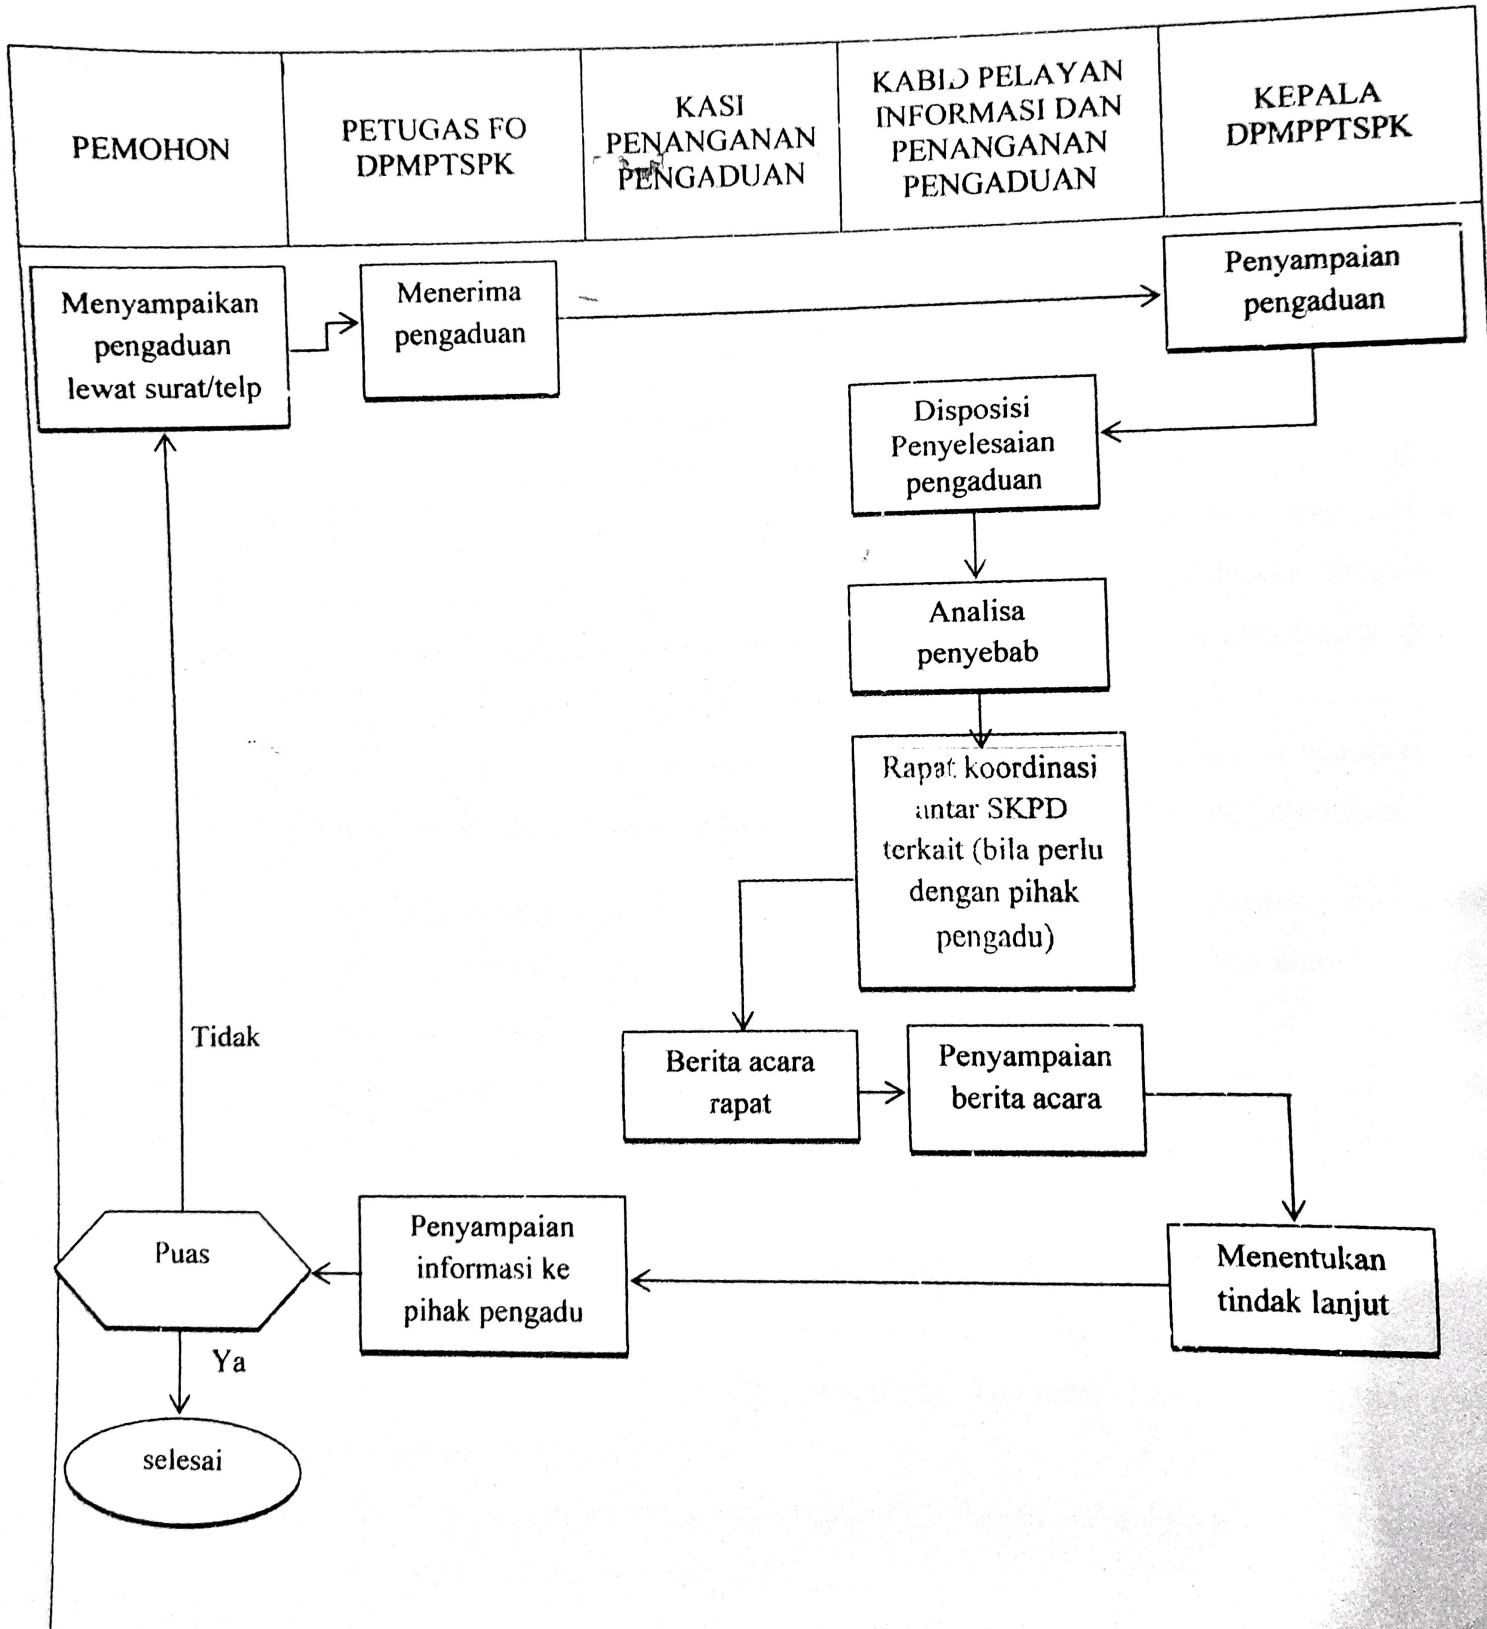 PEMOHON
PETUGAS FO
DPMPTSPK
KASI
PENANGANAN
PENGADUAN
KABID PELAYAN
INFORMASI DAN
PENANGANAN
PENGADUAN
KEPALA
DPMPPTSPK
Menyampaikan
pengaduan
lewat surat/telp
Menerima
pengaduan
Penyampaian
pengaduan
Disposisi
Penyelesaian
pengaduan
Analisa
penyebab
Rapat koordinasi
antar SKPD
terkait (bila perlu
dengan pihak
pengadu)
Tidak
Berita acara
rapat
Penyampaian
berita acara
Puas
Penyampaian
informasi ke
pihak pengadu
Menentukan
tindak lanjut
Ya
selesai